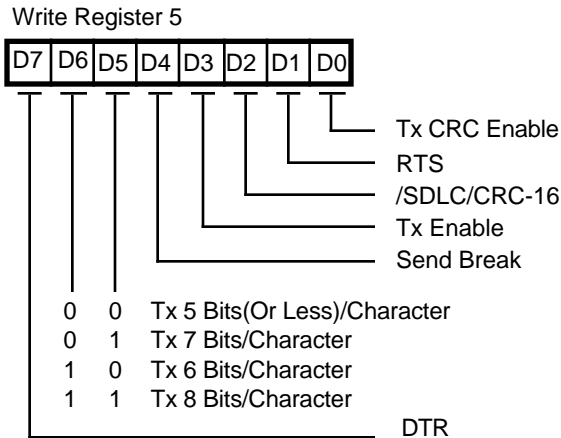 Write Register 5
D7 D6 D5 D4 D3 D2 D1 D0
Tx CRC Enable
RTS
/SDLC/CRC-16
Tx Enable
Send Break
0 0 Tx 5 Bits(Or Less)/Character
0 1 Tx 7 Bits/Character
1 0 Tx 6 Bits/Character
1 1 Tx 8 Bits/Character
DTR